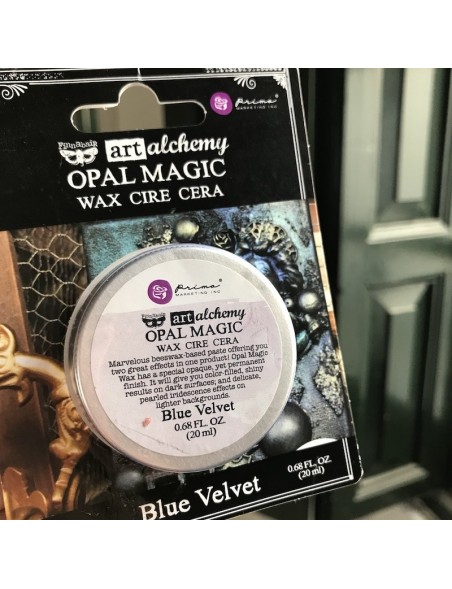 Prima
MARKETING INC
Finnabair
art alchemy
OPAL MAGIC
WAX CIRE CERA
Prima
MARKETING INC
art alchemy
OPAL MAGIC
WAX CIRE CERA
Marvelous beeswax-based paste offering you
two great effects in one product! Opal Magic
Wax has a special opaque, yet permanent
finish. It will give you color-filled, shiny
results on dark surfaces; and delicate,
pearled iridescence effects on
lighter backgrounds.
Blue Velvet
0.68 FL. OZ.
(20 ml)
0.68 FL. OZ.
(20 ml)
Blue Velvet